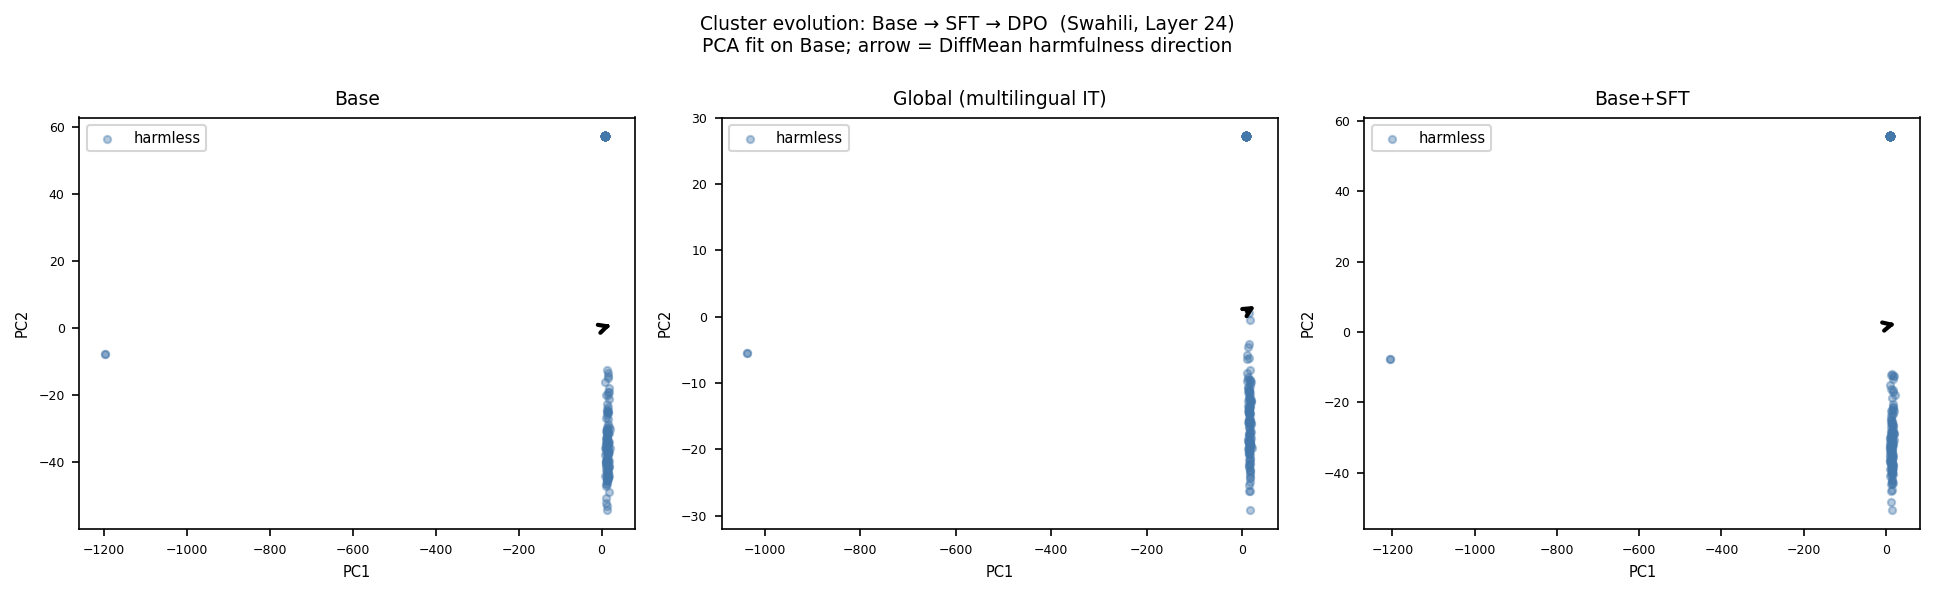 Cluster evolution: Base → SFT → DPO  (Swahili, Layer 24)
PCA fit on Base; arrow = DiffMean harmfulness direction
Base
harmless
60
40
20
0
−20
−40
PC2
−1200
−1000
−800
−600
−400
−200
0
PC1
Global (multilingual IT)
harmless
30
20
10
0
−10
−20
−30
PC2
−1000
−800
−600
−400
−200
0
PC1
Base+SFT
harmless
60
40
20
0
−20
−40
PC2
−1200
−1000
−800
−600
−400
−200
0
PC1